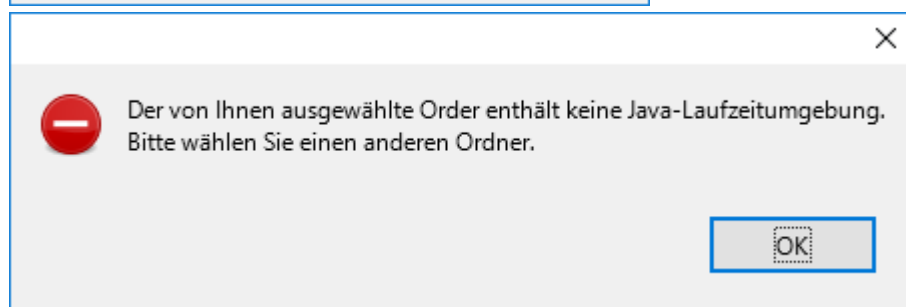 Der von Ihnen ausgewählte Order enthält keine Java-Laufzeitumgebung.
Bitte wählen Sie einen anderen Ordner.
OK